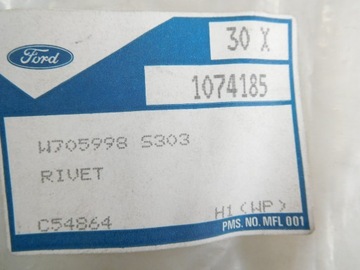 Ford
30 X
1074185
W705998 S303
RIVET
C54864
H1(WP)
PMS. NO. MFL 001